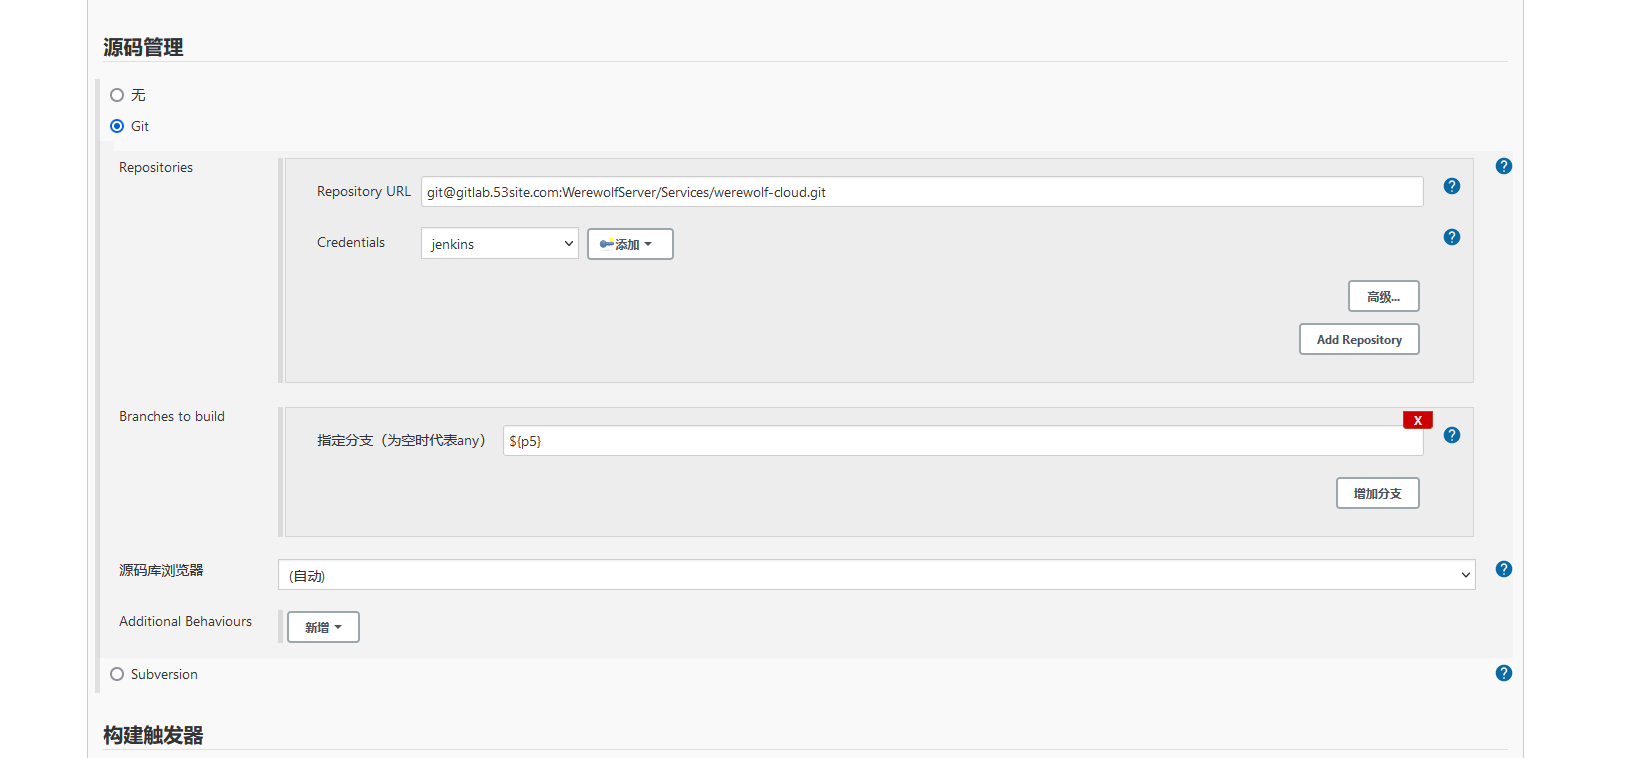 源码管理
无
Git
Repositories
Repository URL
git@gitlab.53site.com:WerewolfServer/Services/werewolf-cloud.git
Credentials
jenkins
添加
高级...
Add Repository
Branches to build
X
指定分支（为空时代表any）
${p5}
增加分支
源码库浏览器
(自动)
Additional Behaviours
新增
Subversion
构建触发器